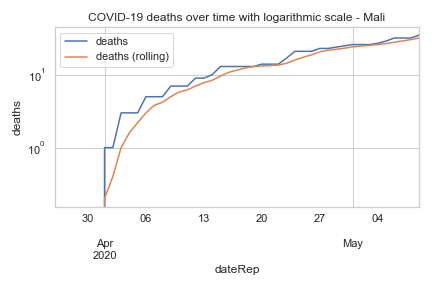 COVID-19 deaths over time with logarithmic scale - Mali
deaths
deaths (rolling)
10¹
10⁰
deaths
30 06 13 20 27 04
Apr May
2020
dateRep